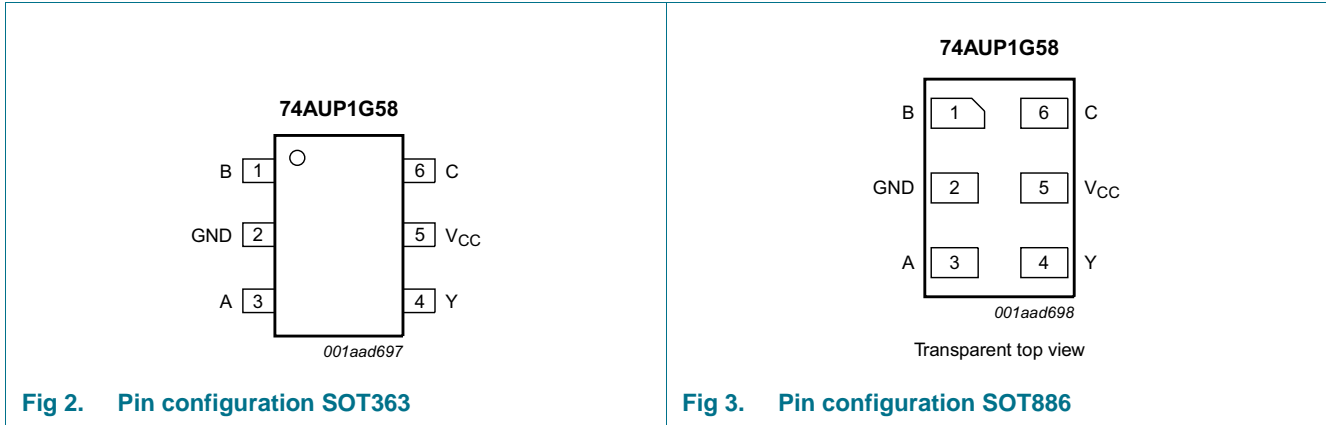 74AUP1G58
B 1 6 C
GND 2 5 VCC
A 3 4 Y
001aad697
Fig 2. Pin configuration SOT363
74AUP1G58
B 1 6 C
GND 2 5 VCC
A 3 4 Y
001aad698
Transparent top view
Fig 3. Pin configuration SOT886